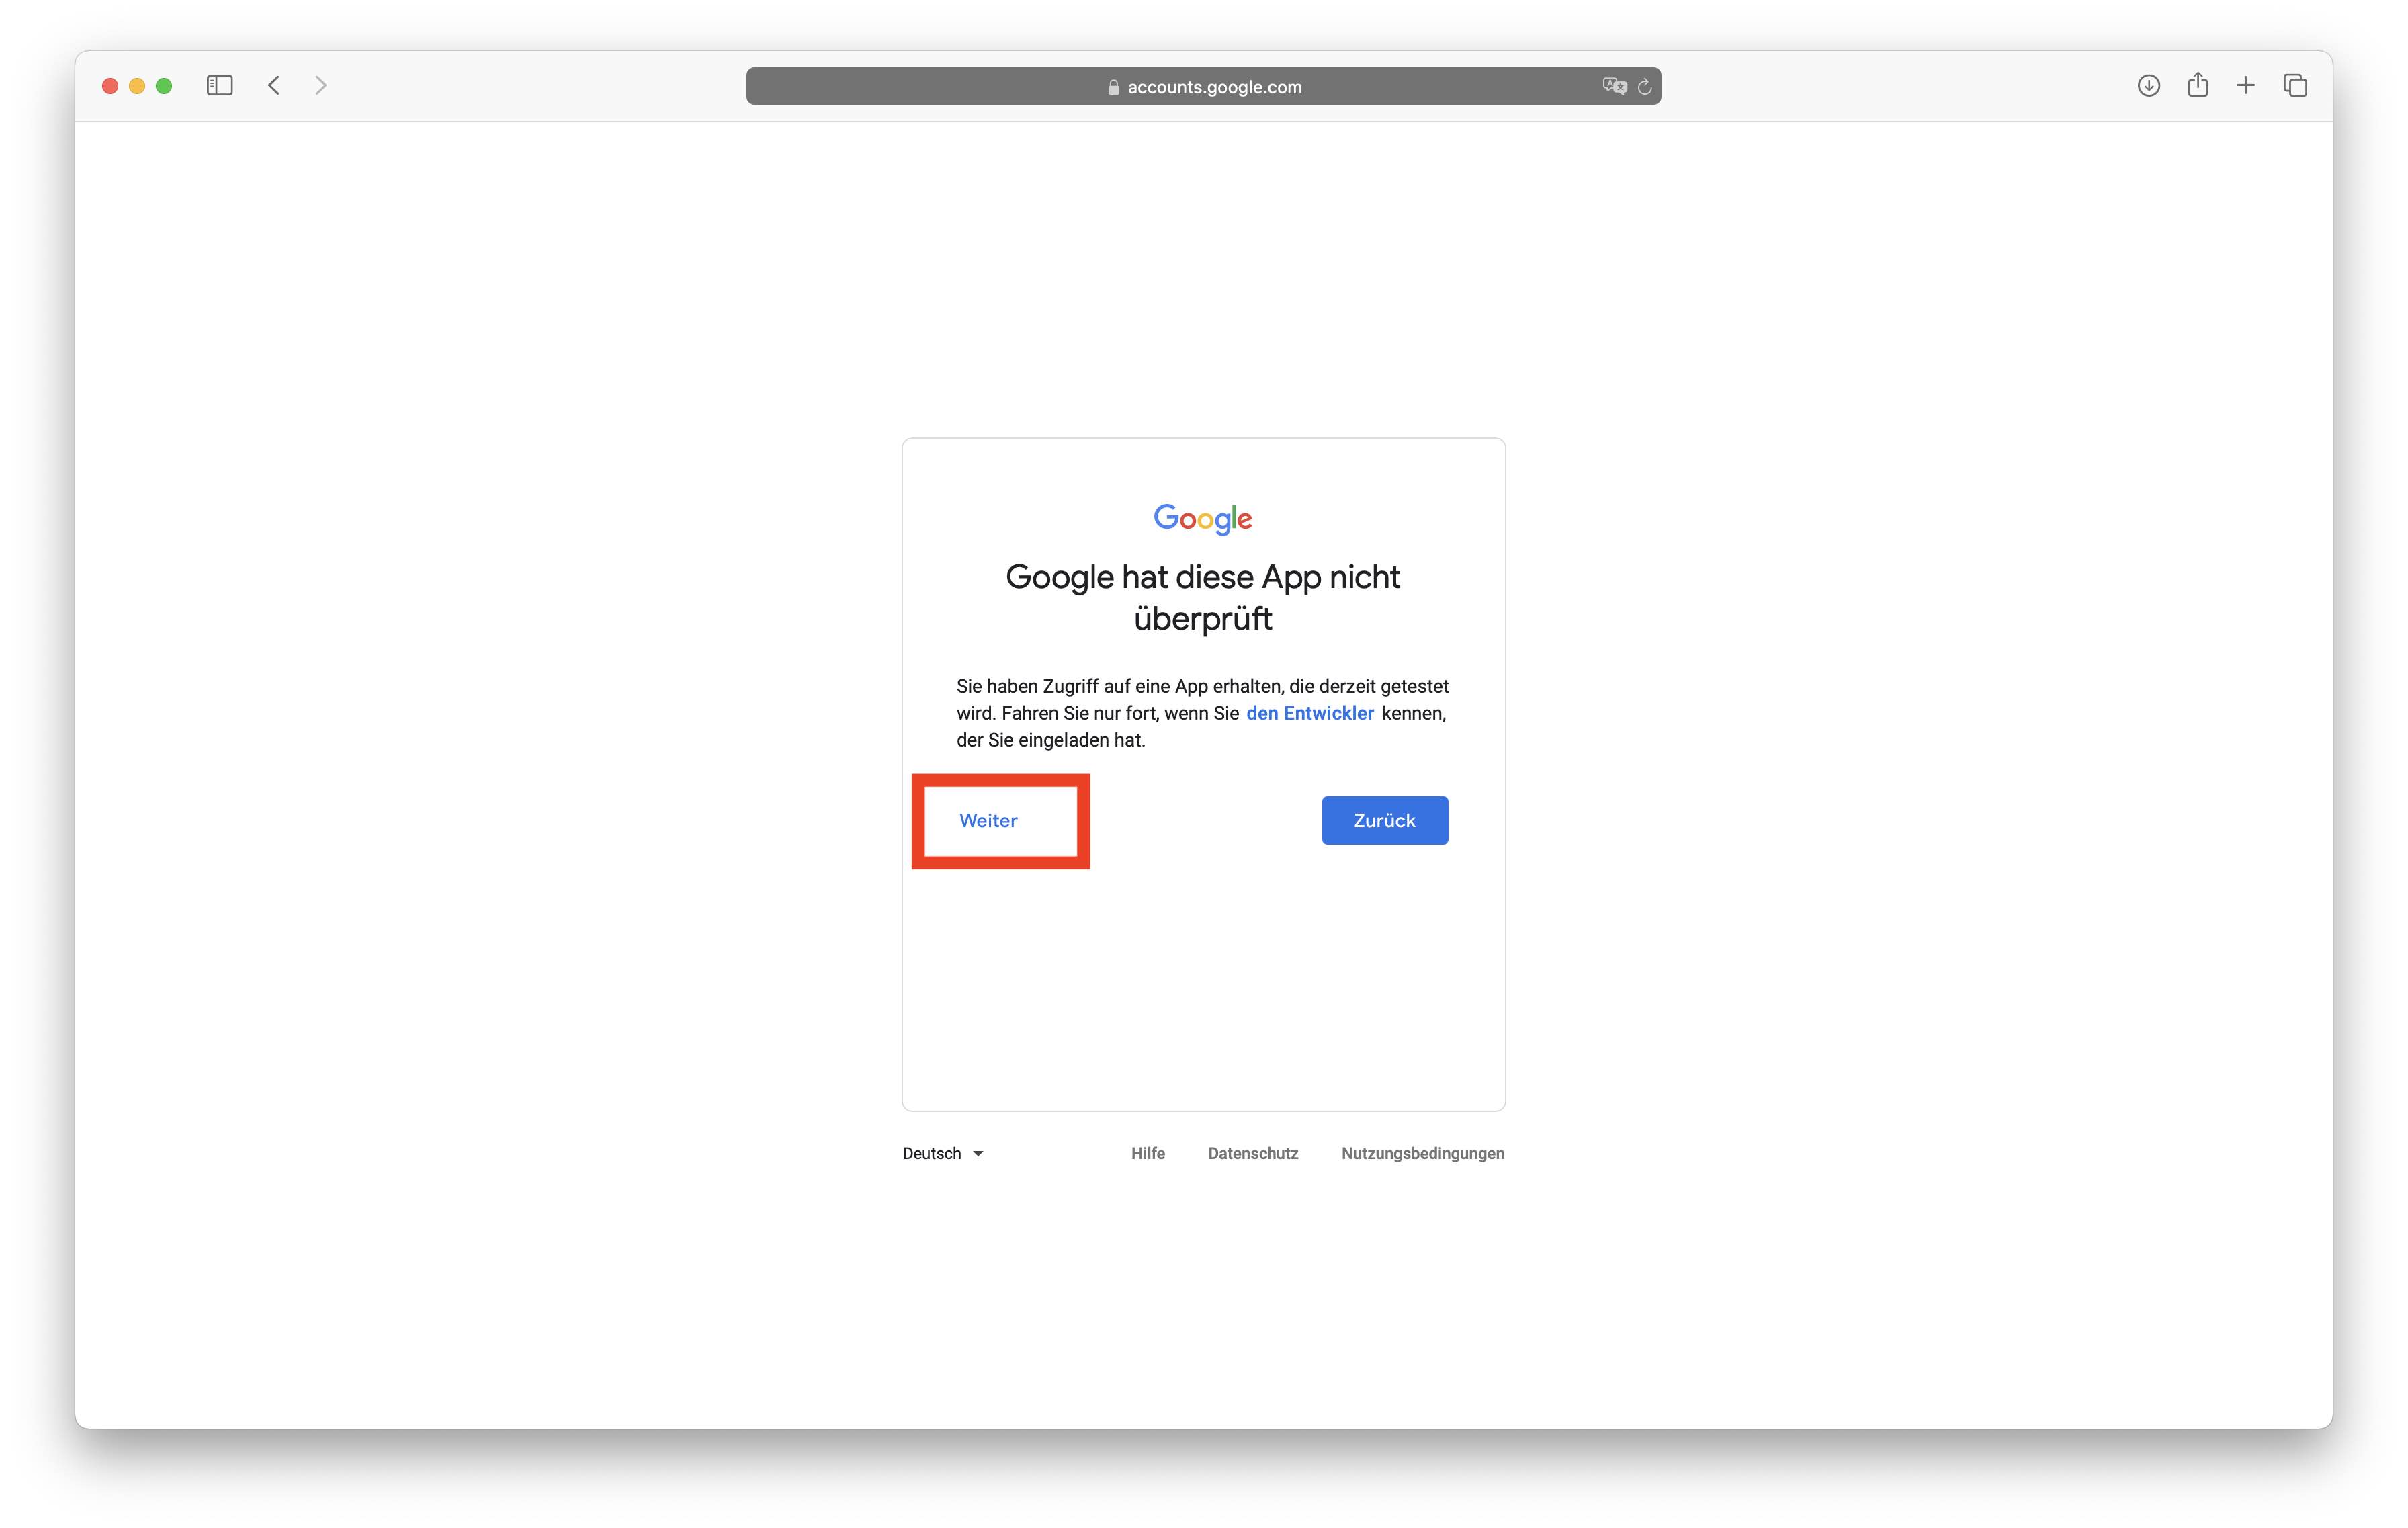 accounts.google.com
Google
Google hat diese App nicht
überprüft
Sie haben Zugriff auf eine App erhalten, die derzeit getestet
wird. Fahren Sie nur fort, wenn Sie den Entwickler kennen,
der Sie eingeladen hat.
Weiter Zurück
Deutsch Hilfe Datenschutz Nutzungsbedingungen